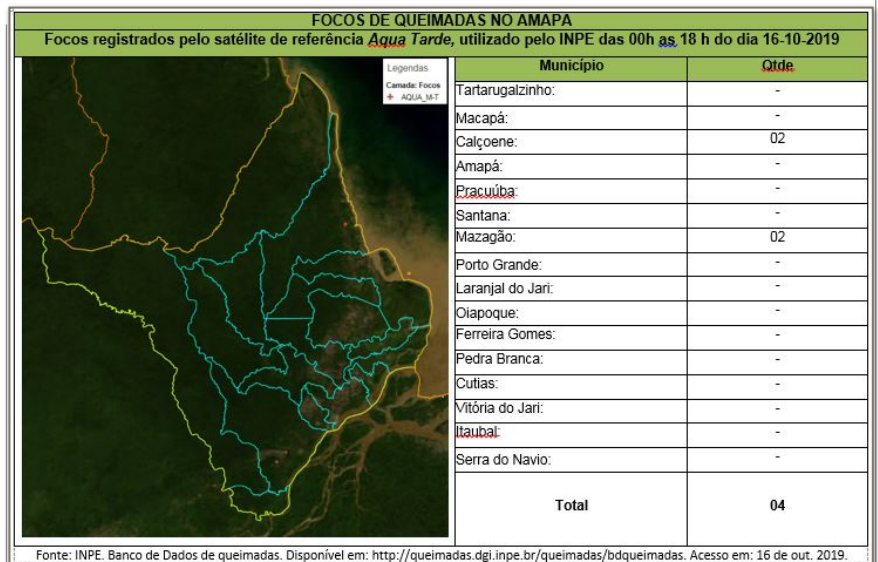 FOCOS DE QUEIMADAS NO AMAPA
Focos registrados pelo satélite de referência Aqua Tarde, utilizado pelo INPE das 00h as 18 h do dia 16-10-2019
Legendas
Camada: Focos
+ AQUA_M-T
Município Qtde
Tartarugalzinho: -
Macapá: -
Calçoene: 02
Amapá: -
Pracuúba: -
Santana: -
Mazagão: 02
Porto Grande: -
Laranjal do Jari: -
Oiapoque: -
Ferreira Gomes: -
Pedra Branca: -
Cutias: -
Vitória do Jari: -
Itaubal: -
Serra do Navio: -
Total 04
Fonte: INPE. Banco de Dados de queimadas. Disponível em: http://queimadas.dgi.inpe.br/queimadas/bdqueimadas. Acesso em: 16 de out. 2019.